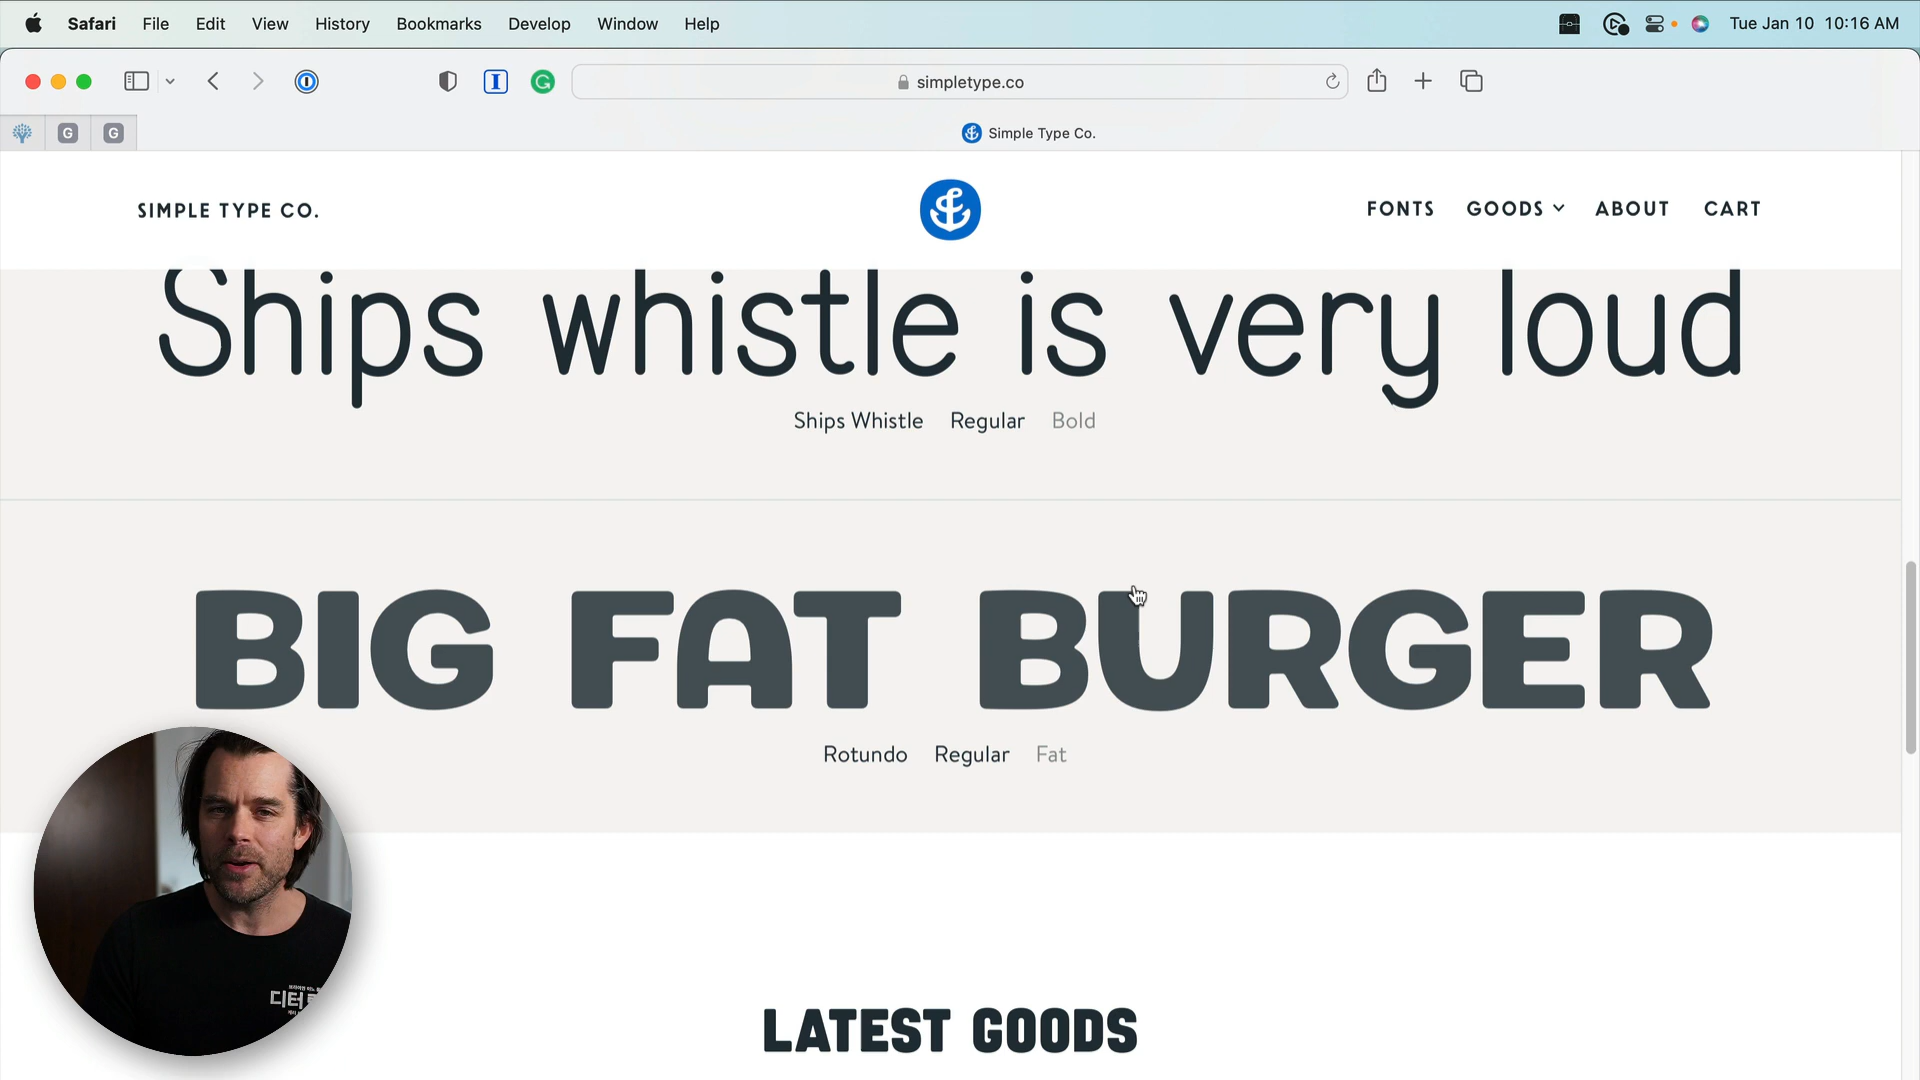 Safari File Edit View History Bookmarks Develop Window Help Tue Jan 10 10:16 AM
simpletype.co
G G Simple Type Co.
SIMPLE TYPE CO. FONTS GOODS ABOUT CART
Ships whistle is very loud
Ships Whistle Regular Bold
BIG FAT BURGER
Rotundo Regular Fat
디터
LATEST GOODS